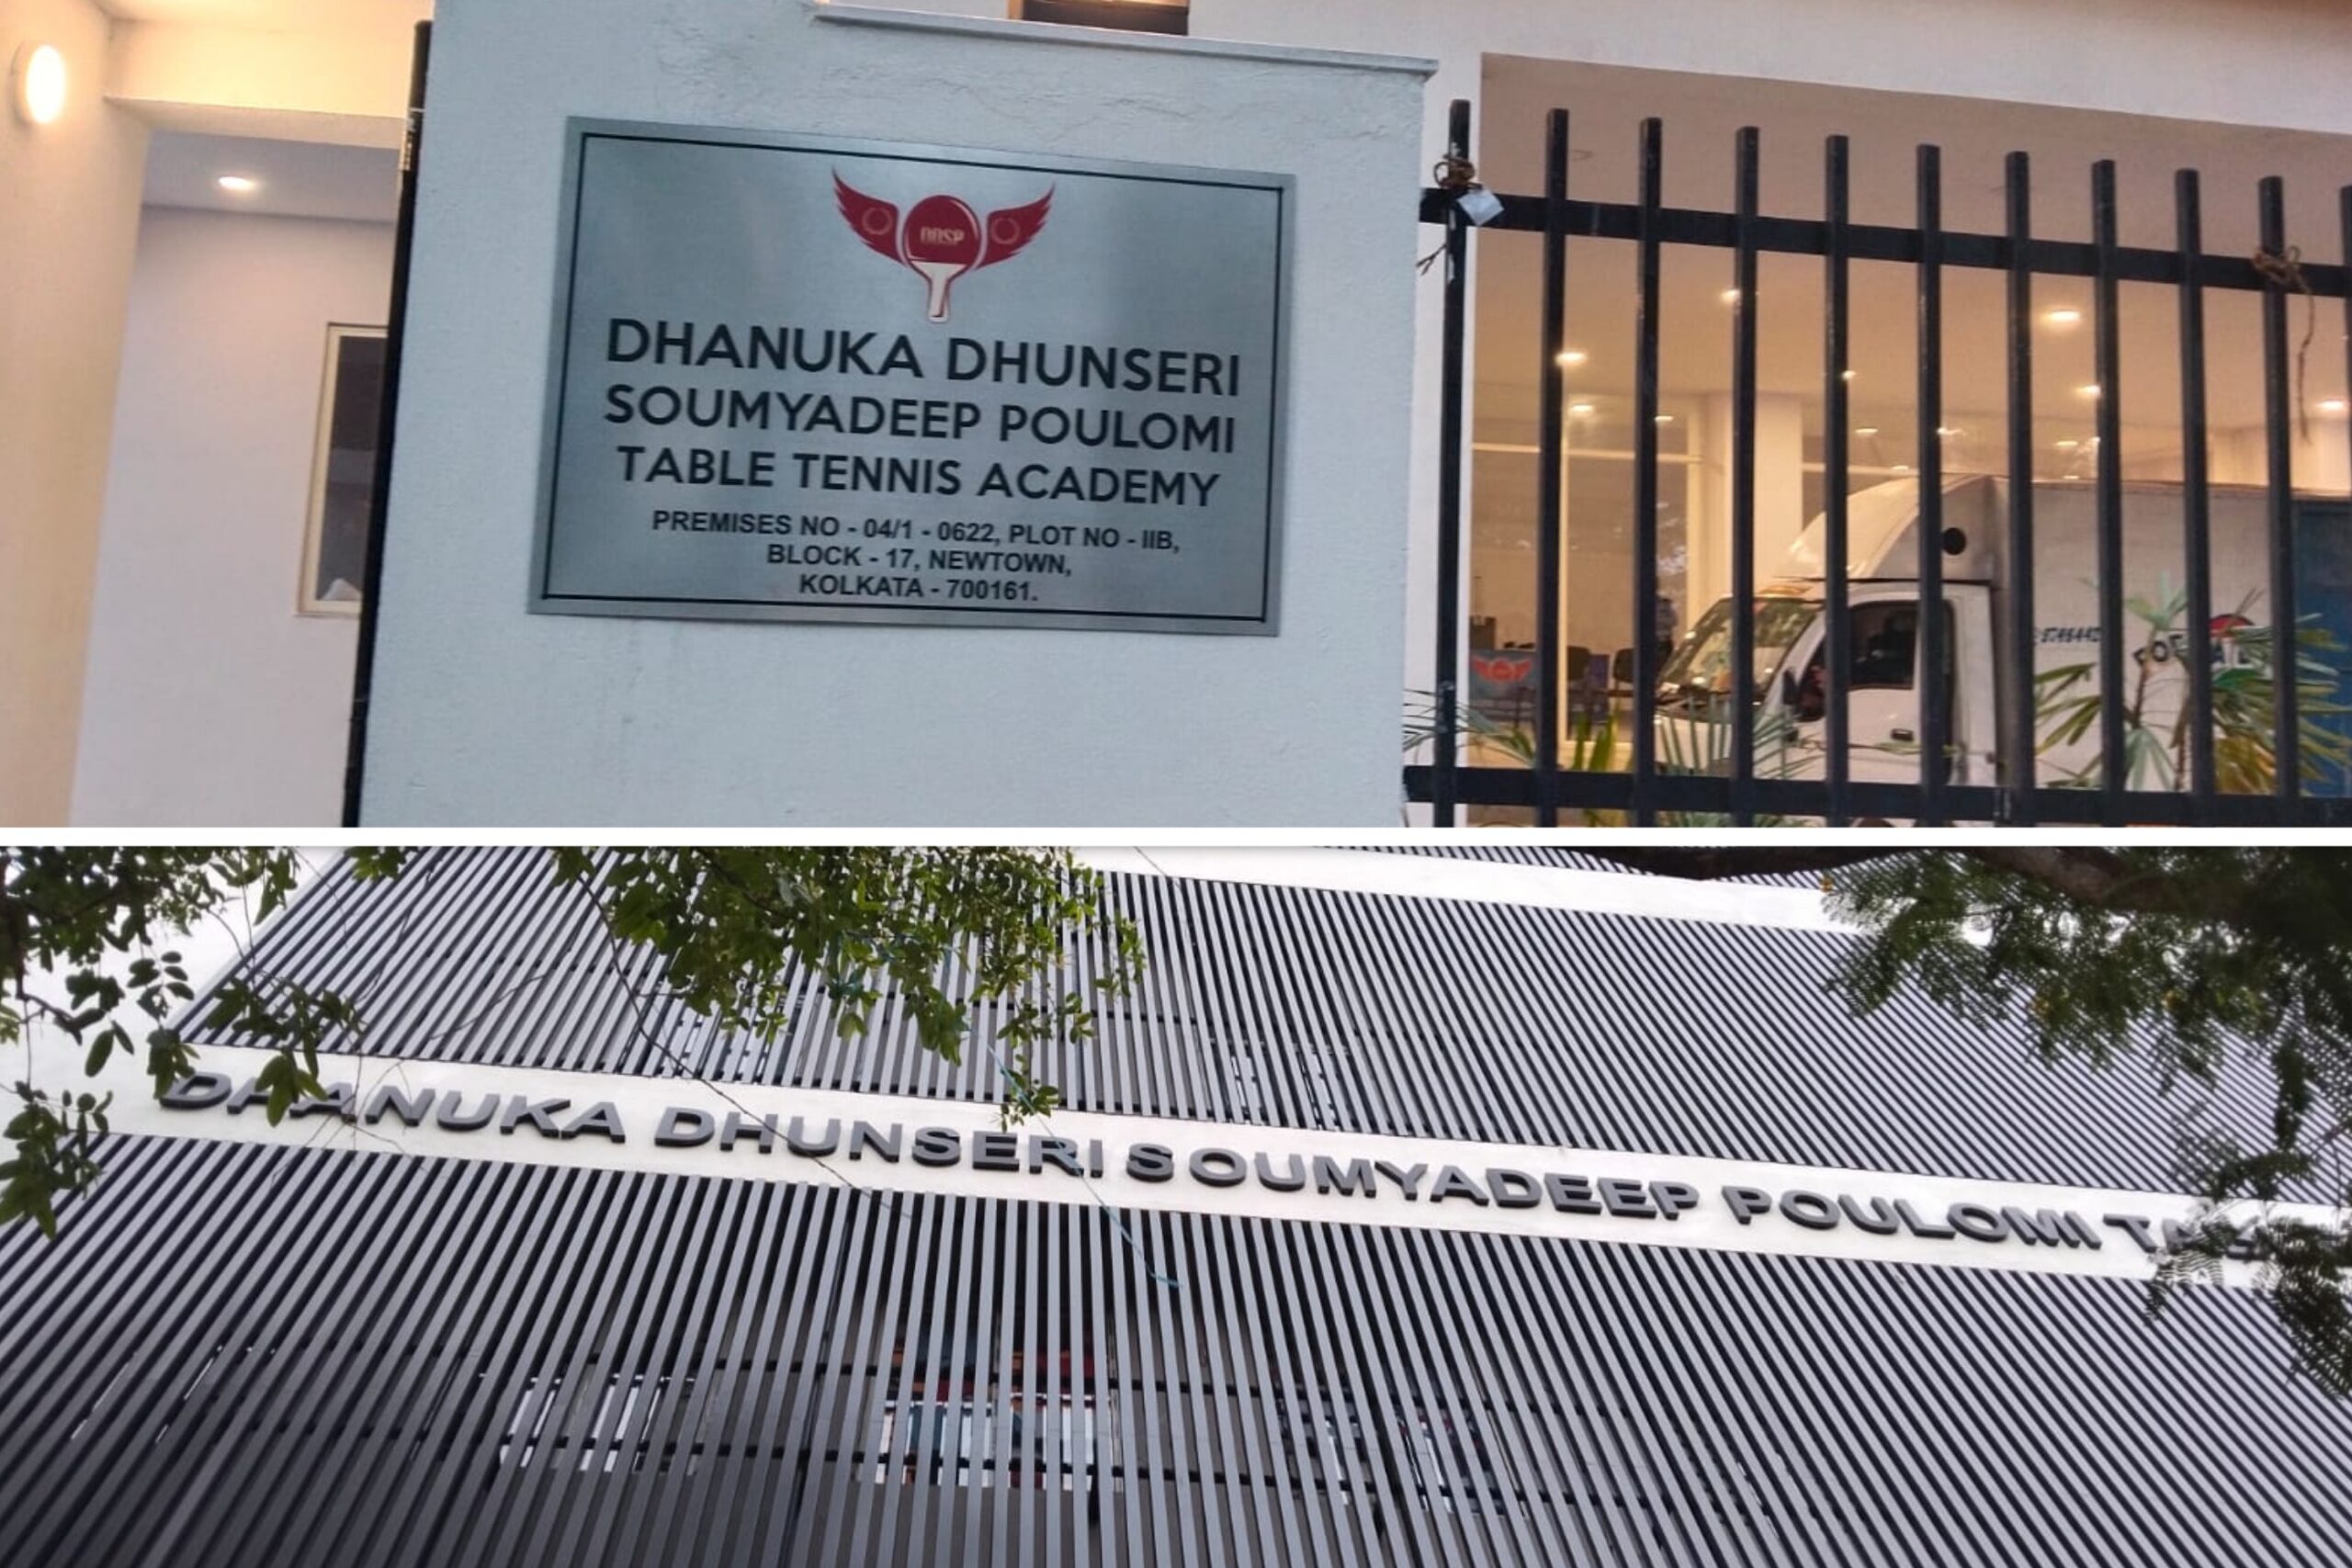 DDSP
DHANUKA DHUNSERI
SOUMYADEEP POULOMI
TABLE TENNIS ACADEMY
PREMISES NO - 04/1 - 0622, PLOT NO - IIB,
BLOCK - 17, NEWTOWN,
KOLKATA - 700161.
DHANUKA DHUNSERI SOUMYADEEP POULOMI